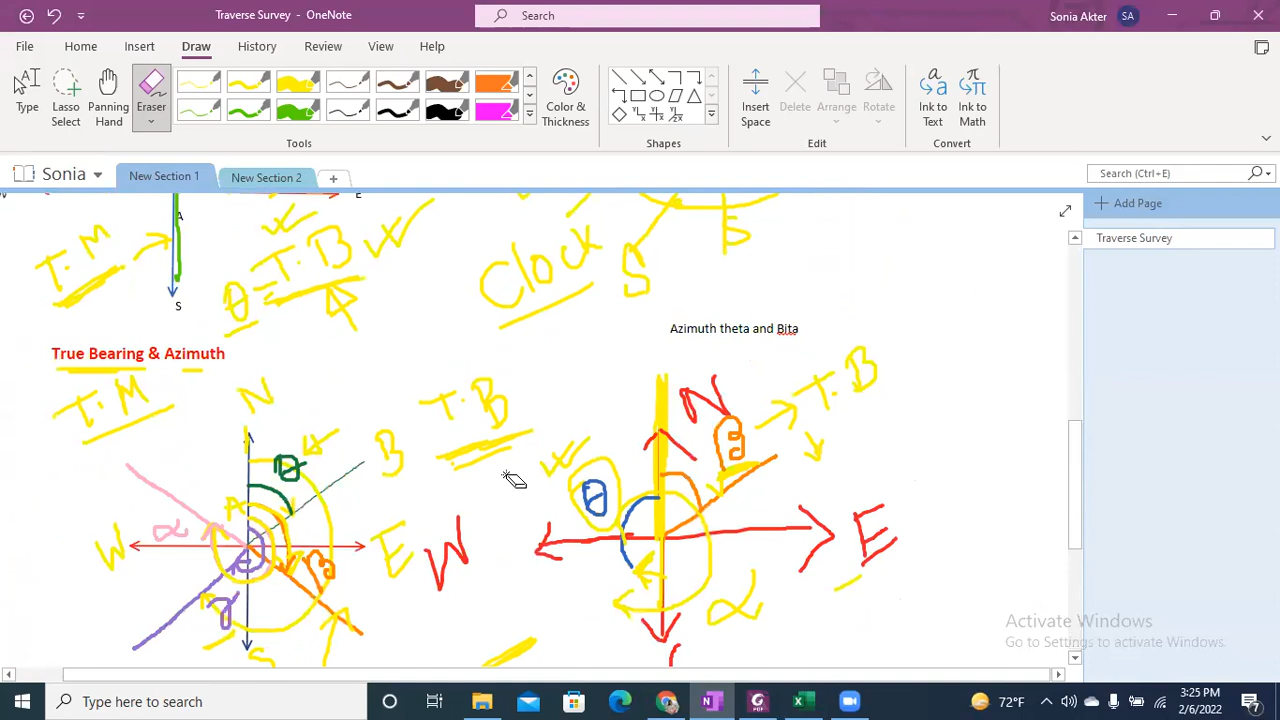 Traverse Survey - OneNote
Search
Sonia Akter
SA
File Home Insert Draw History Review View Help
Type
Lasso Select
Panning Hand
Eraser
Color & Thickness
Insert Space
Delete
Arrange
Rotate
Ink to Text
Ink to Math
Tools
Shapes
Edit
Convert
Sonia
New Section 1
New Section 2
Search (Ctrl+E)
Add Page
Traverse Survey
E
A
T.M
θ = T.B
Clock
S
b
S
Azimuth theta and Bita
True Bearing & Azimuth
T.M
N
T.B
N
β
T.B
θ
B
θ
A
α
W
E
W
E
β
γ
α
S
Activate Windows
Go to Settings to activate Windows.
Type here to search
72°F
3:25 PM
2/6/2022
7